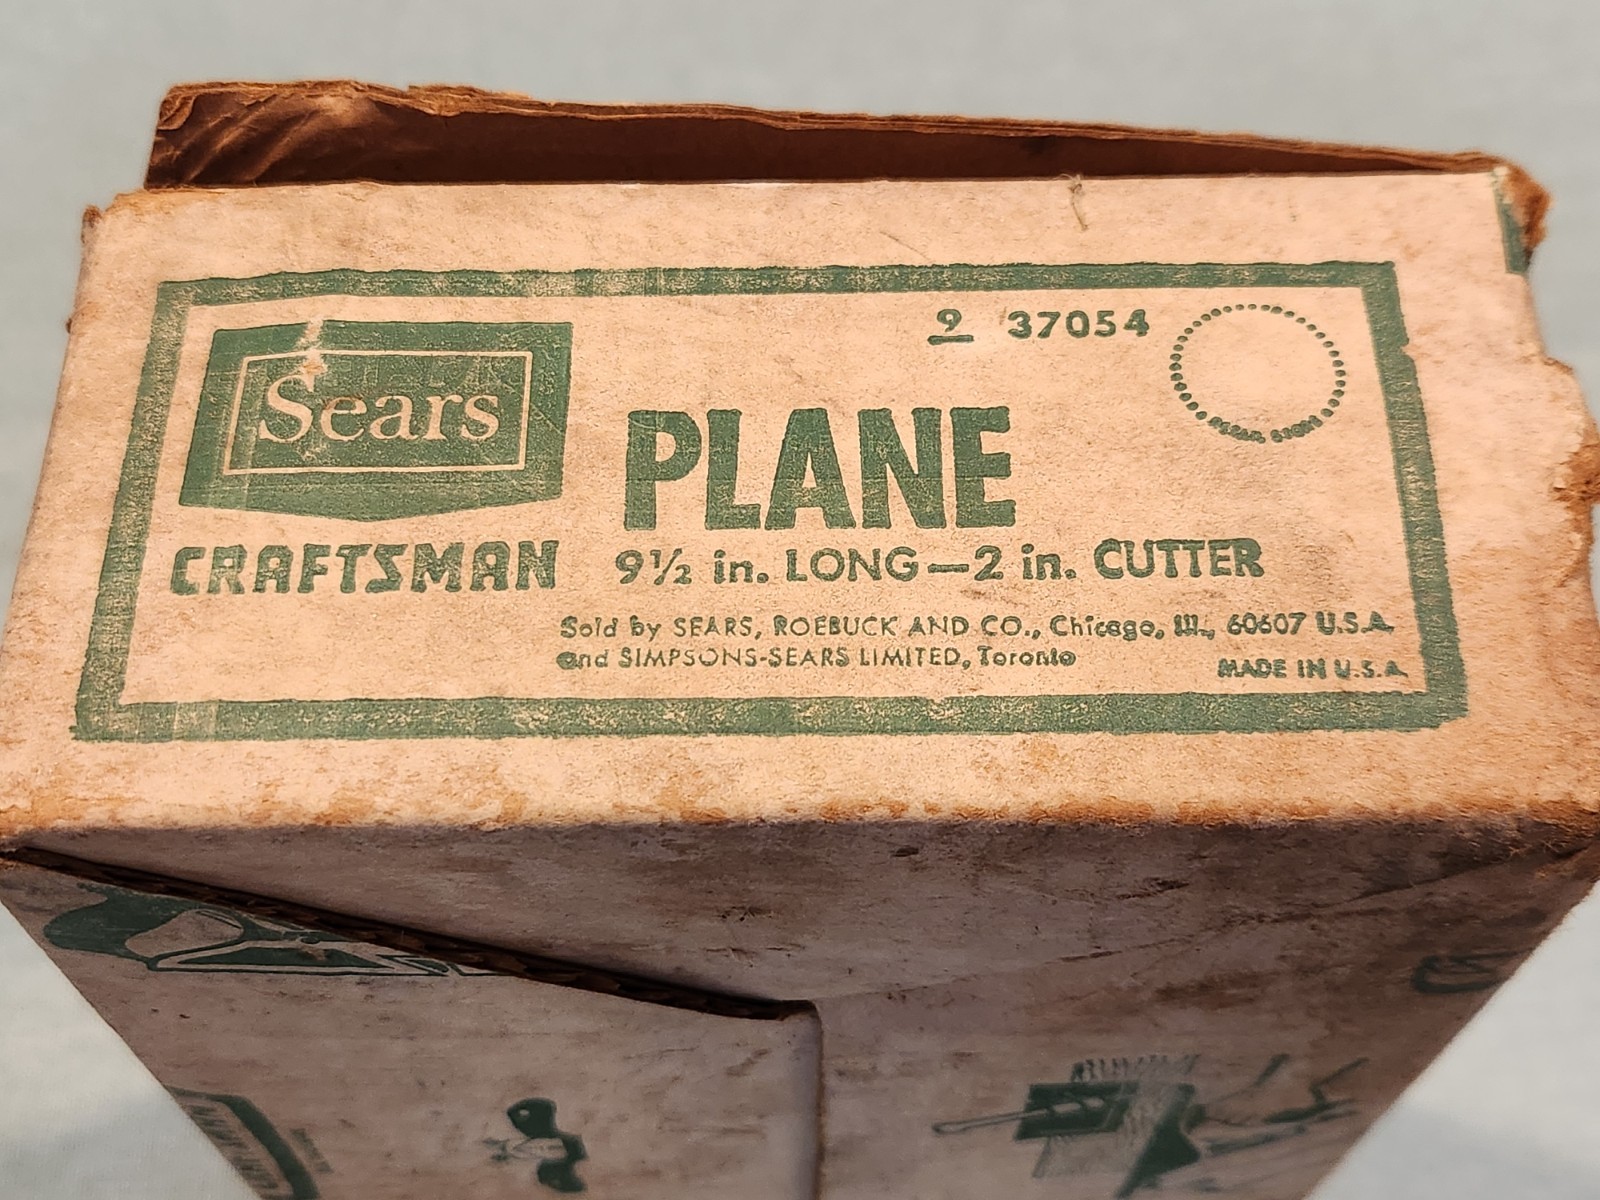 9 37054
Sears
PLANE
CRAFTSMAN
9½ in. LONG—2 in. CUTTER
Sold by SEARS, ROEBUCK AND CO., Chicago, Ill., 60607 U.S.A.
and SIMPSONS-SEARS LIMITED, Toronto
MADE IN U.S.A.